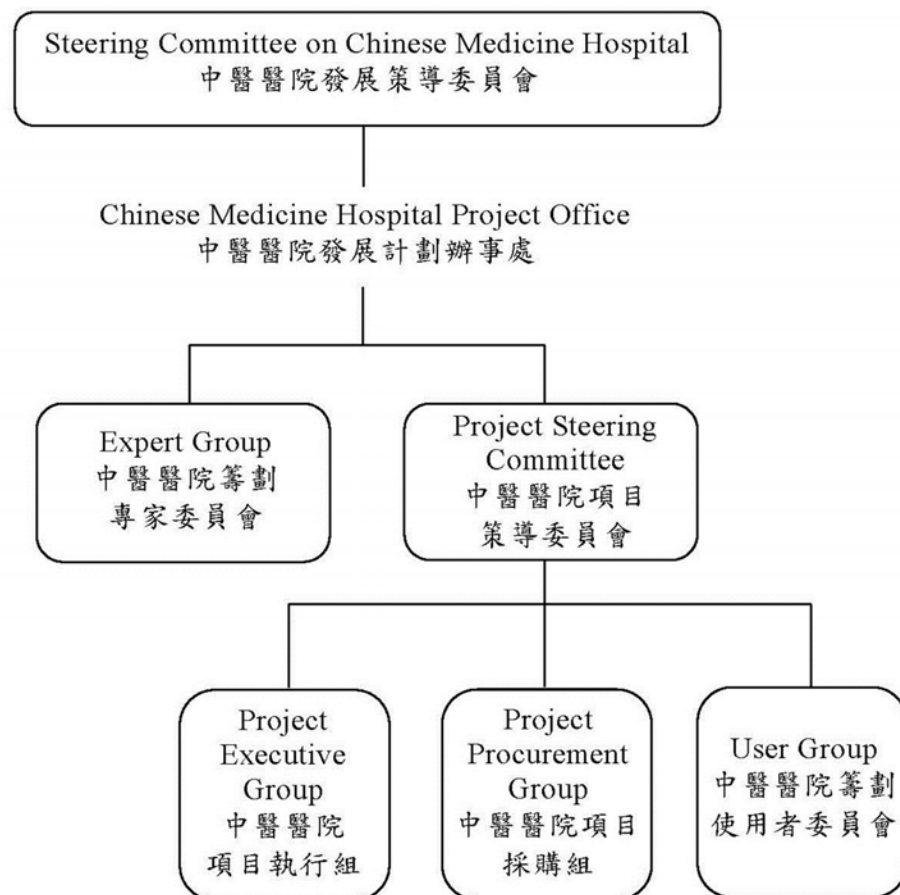 Steering Committee on Chinese Medicine Hospital
中醫醫院發展策導委員會
Chinese Medicine Hospital Project Office
中醫醫院發展計劃辦事處
Expert Group
中醫醫院籌劃
專家委員會
Project Steering
Committee
中醫醫院項目
策導委員會
Project
Executive
Group
中醫醫院
項目執行組
Project
Procurement
Group
中醫醫院項目
採購組
User Group
中醫醫院籌劃
使用者委員會